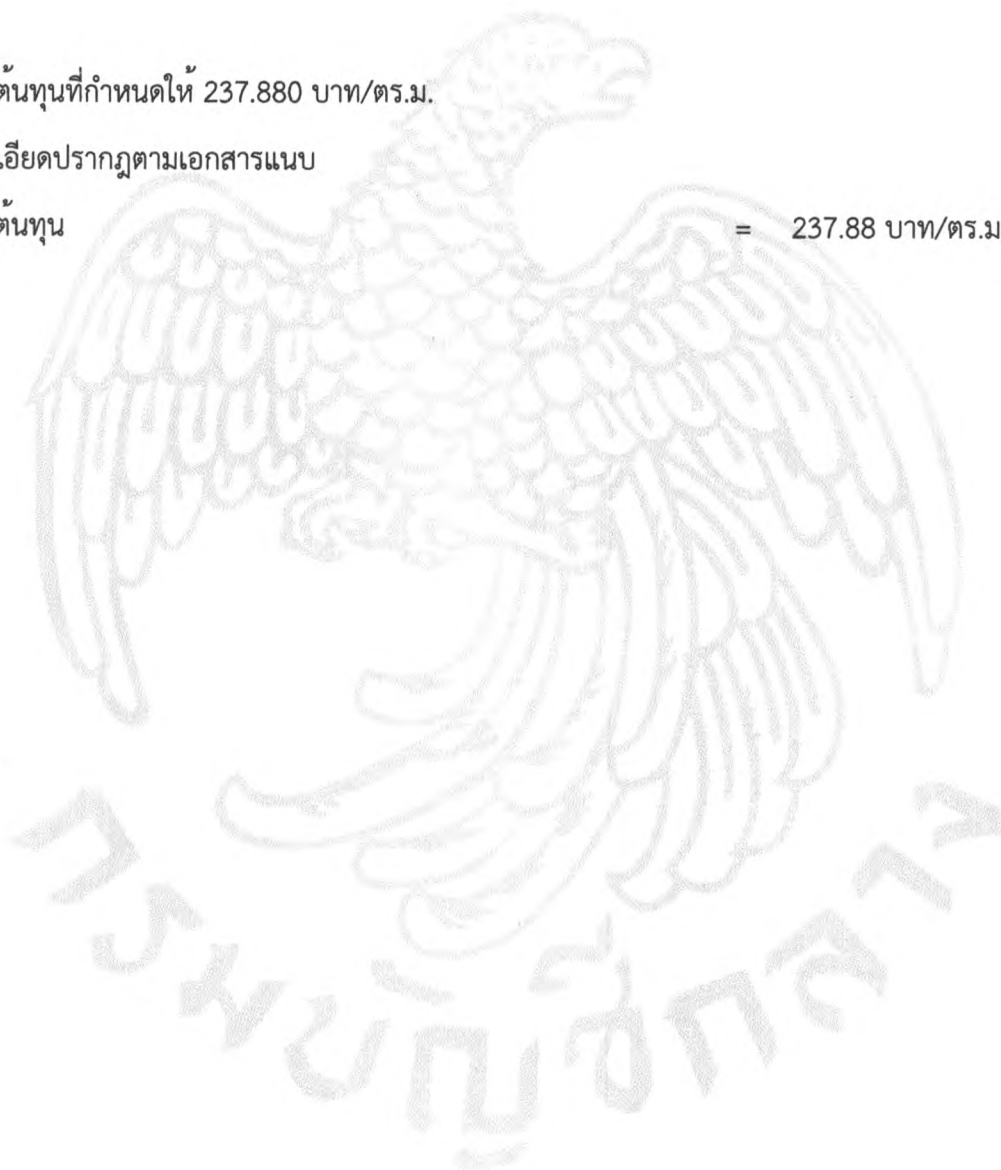 ต้นทุนที่กำหนดให้ 237.880 บาท/ตร.ม.
เอียดปรากฎตามเอกสารแนบ
ต้นทุน = 237.88 บาท/ตร.ม
กรมบัญชีกลาง